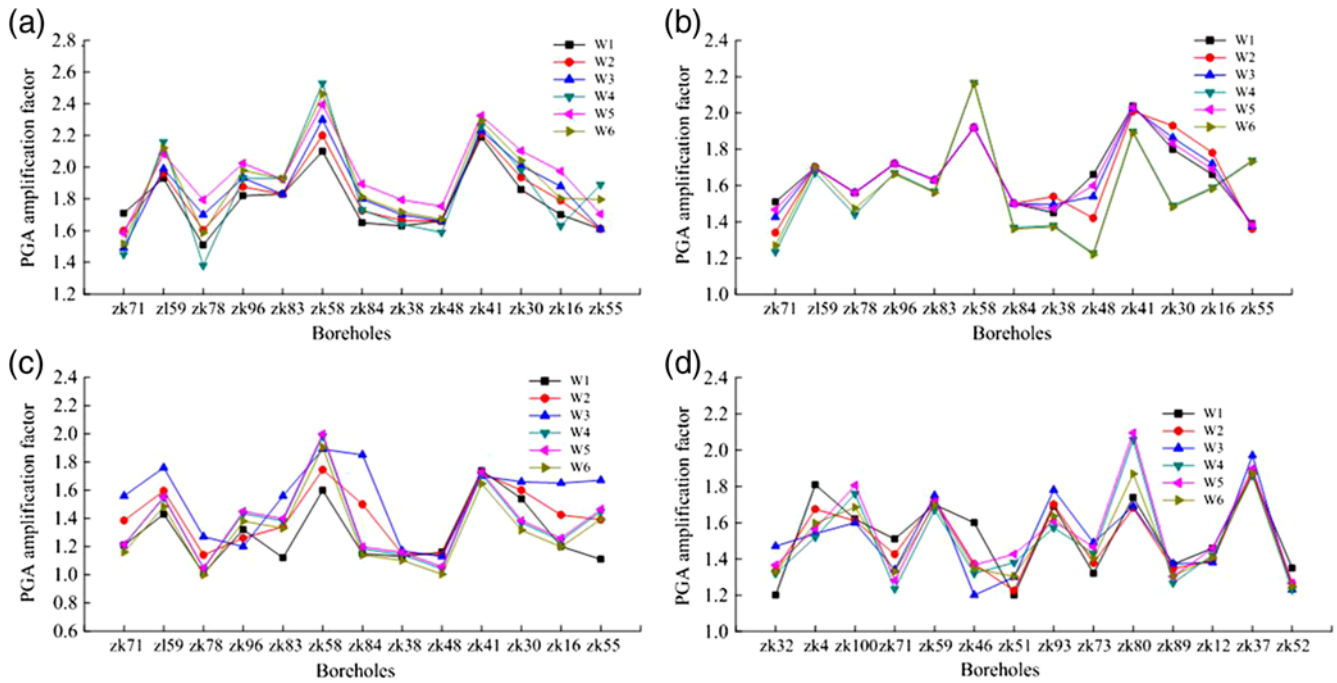 (a)
PGA amplification factor
2.8
2.6
2.4
2.2
2.0
1.8
1.6
1.4
1.2
W1
W2
W3
W4
W5
W6
zk71 zl59 zk78 zk96 zk83 zk58 zk84 zk38 zk48 zk41 zk30 zk16 zk55
Boreholes
(b)
PGA amplification factor
2.4
2.2
2.0
1.8
1.6
1.4
1.2
1.0
W1
W2
W3
W4
W5
W6
zk71 zl59 zk78 zk96 zk83 zk58 zk84 zk38 zk48 zk41 zk30 zk16 zk55
Boreholes
(c)
PGA amplification factor
2.4
2.2
2.0
1.8
1.6
1.4
1.2
1.0
0.8
0.6
W1
W2
W3
W4
W5
W6
zk71 zl59 zk78 zk96 zk83 zk58 zk84 zk38 zk48 zk41 zk30 zk16 zk55
Boreholes
(d)
PGA amplification factor
2.4
2.2
2.0
1.8
1.6
1.4
1.2
1.0
W1
W2
W3
W4
W5
W6
zk32 zk4 zk100 zk71 zk59 zk46 zk51 zk93 zk73 zk80 zk89 zk12 zk37 zk52
Boreholes